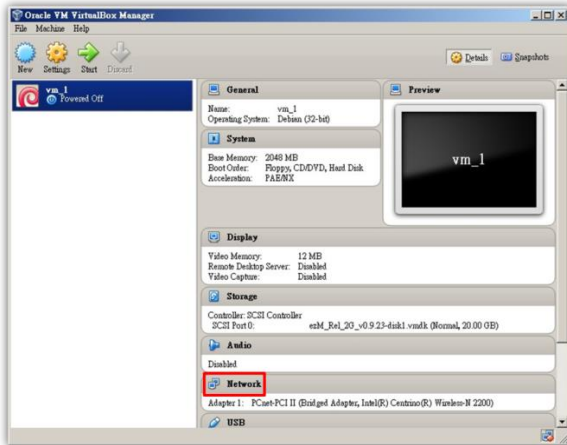 Oracle VM VirtualBox Manager
File Machine Help
New Settings Start Discard
Details Snapshots
vm_1
Powered Off
General
Name: vm_1
Operating System: Debian (32-bit)
System
Base Memory: 2048 MB
Boot Order: Floppy, CD/DVD, Hard Disk
Acceleration: PAE/NX
Preview
vm_1
Display
Video Memory: 12 MB
Remote Desktop Server: Disabled
Video Capture: Disabled
Storage
Controller: SCSI Controller
SCSI Port 0: ezM_Rel_2G_v0.9.23-disk1.vmdk (Normal, 20.00 GB)
Audio
Disabled
Network
Adapter 1: PCnet-PCI II (Bridged Adapter, Intel(R) Centrino(R) Wireless-N 2200)
USB